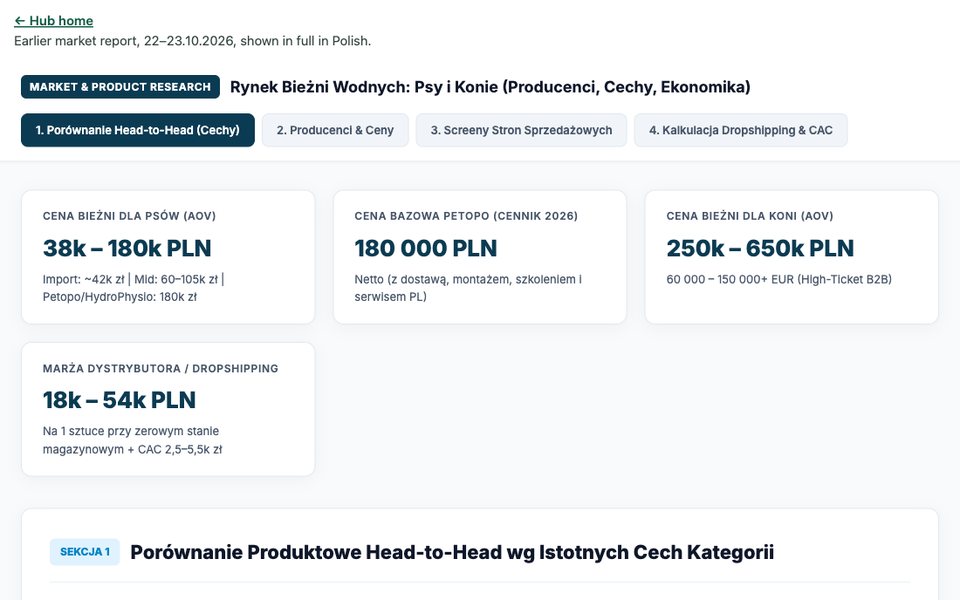 ← Hub home
Earlier market report, 22–23.10.2026, shown in full in Polish.
MARKET & PRODUCT RESEARCH
Rynek Bieżni Wodnych: Psy i Konie (Producenci, Cechy, Ekonomika)
1. Porównanie Head-to-Head (Cechy)
2. Producenci & Ceny
3. Screeny Stron Sprzedażowych
4. Kalkulacja Dropshipping & CAC
CENA BIEŻNI DLA PSÓW (AOV)
38k – 180k PLN
Import: ~42k zł | Mid: 60–105k zł |
Petopo/HydroPhysio: 180k zł
CENA BAZOWA PETOPO (CENNIK 2026)
180 000 PLN
Netto (z dostawą, montażem, szkoleniem i
serwisem PL)
CENA BIEŻNI DLA KONI (AOV)
250k – 650k PLN
60 000 – 150 000+ EUR (High-Ticket B2B)
MARŻA DYSTRYBUTORA / DROPSHIPPING
18k – 54k PLN
Na 1 sztuce przy zerowym stanie
magazynowym + CAC 2,5–5,5k zł
SEKCJA 1
Porównanie Produktowe Head-to-Head wg Istotnych Cech Kategorii